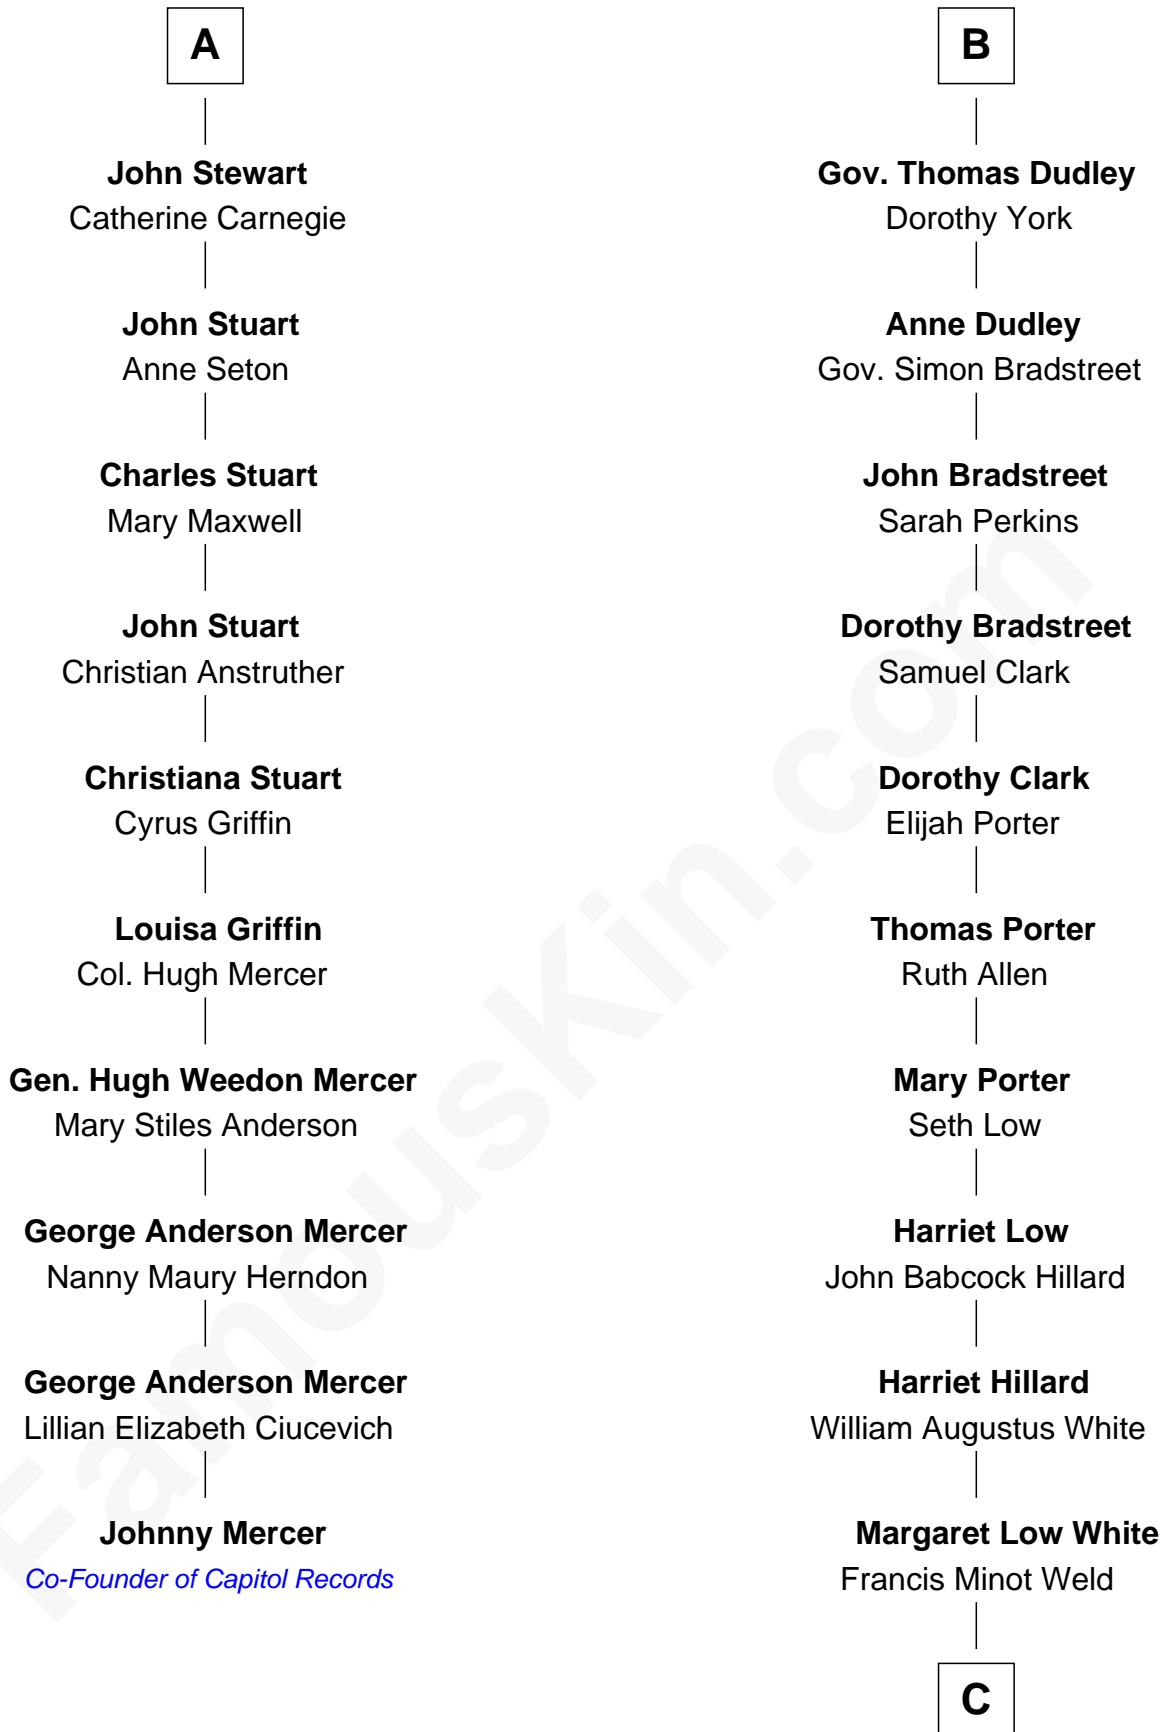 A
John Stewart
Catherine Carnegie
John Stuart
Anne Seton
Charles Stuart
Mary Maxwell
John Stuart
Christian Anstruther
Christiana Stuart
Cyrus Griffin
Louisa Griffin
Col. Hugh Mercer
Gen. Hugh Weedon Mercer
Mary Stiles Anderson
George Anderson Mercer
Nanny Maury Herndon
George Anderson Mercer
Lillian Elizabeth Ciucevich
Johnny Mercer
Co-Founder of Capitol Records
B
Gov. Thomas Dudley
Dorothy York
Anne Dudley
Gov. Simon Bradstreet
John Bradstreet
Sarah Perkins
Dorothy Bradstreet
Samuel Clark
Dorothy Clark
Elijah Porter
Thomas Porter
Ruth Allen
Mary Porter
Seth Low
Harriet Low
John Babcock Hillard
Harriet Hillard
William Augustus White
Margaret Low White
Francis Minot Weld
C
FamousKin.com